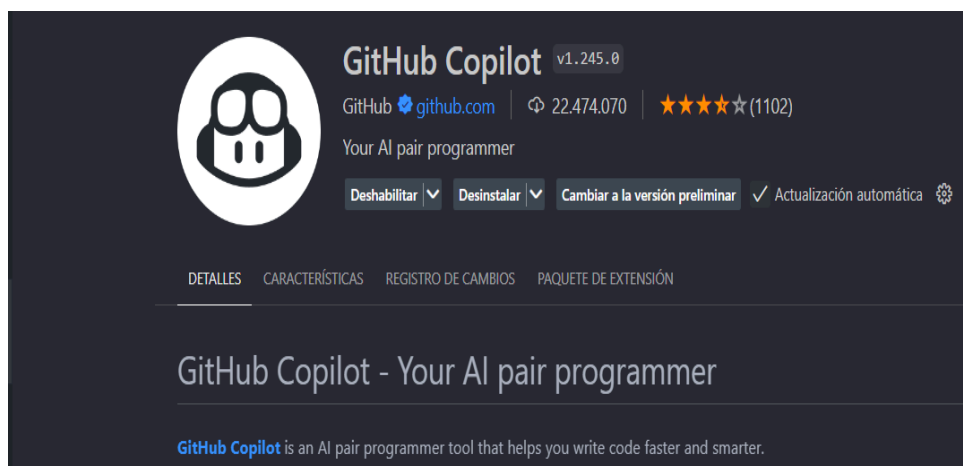 GitHub Copilot v1.245.0
GitHub github.com 22.474.070 (1102)
Your AI pair programmer
Deshabilitar Desinstalar Cambiar a la versión preliminar Actualización automática
DETALLES CARACTERÍSTICAS REGISTRO DE CAMBIOS PAQUETE DE EXTENSIÓN
GitHub Copilot - Your AI pair programmer
GitHub Copilot is an AI pair programmer tool that helps you write code faster and smarter.